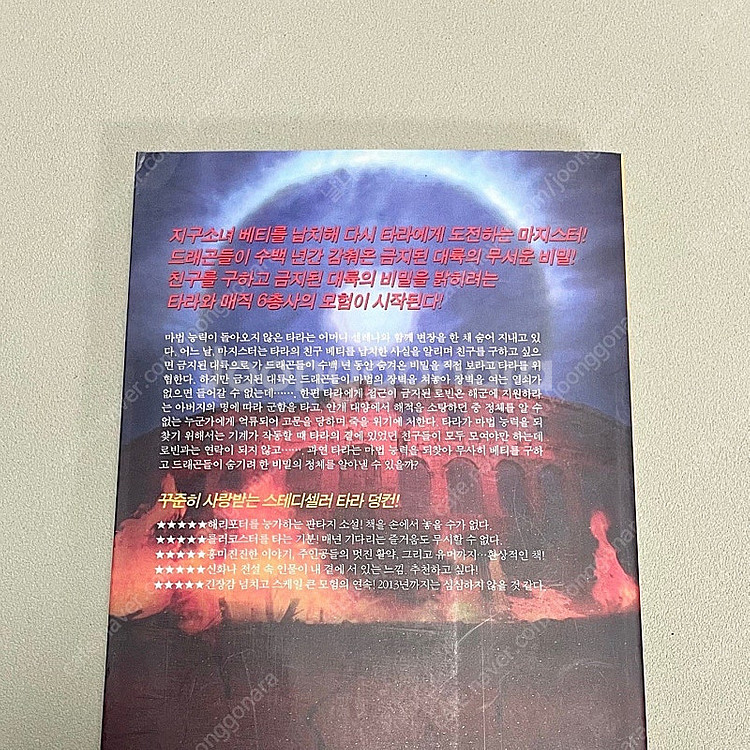 지구소녀 베티를 납치해 다시 타라에게 도전하는 마지스터!
드래곤들이 수백 년간 감춰온 금지된 대륙의 무서운 비밀!
친구를 구하고 금지된 대륙의 비밀을 밝히려는
타라와 매직 6총사의 모험이 시작된다!
마법 능력이 돌아오지 않은 타라는 어머니 셀레나와 함께 변장을 한 채 숨어 지내고 있
다. 어느 날, 마지스터는 타라의 친구 베티를 납치한 사실을 알리며 친구를 구하고 싶으
면 금지된 대륙으로 가 드래곤들이 수백 년 동안 숨겨온 비밀을 직접 보라고 타라를 위
협한다. 하지만 금지된 대륙은 드래곤들이 마법의 장벽을 쳐놓아 장벽을 여는 열쇠가
없으면 들어갈 수 없는데……. 한편 타라에게 접근이 금지된 로빈은 해군에 지원하라
는 아버지의 명에 따라 군함을 타고, 안개 대양에서 해적을 소탕하던 중 정체를 알 수
없는 누군가에게 억류되어 고문을 당하며 죽을 위기에 처한다. 타라가 마법 능력을 되
찾기 위해서는 기계가 작동할 때 타라의 곁에 있었던 친구들이 모두 모여야만 하는데
로빈과는 연락이 되지 않고……. 과연 타라는 마법 능력을 되찾아 무사히 베티를 구하
고 드래곤들이 숨기려 한 비밀의 정체를 알아낼 수 있을까?
꾸준히 사랑받는 스테디셀러 타라 덩컨!
★★★★★해리포터를 능가하는 판타지 소설! 책을 손에서 놓을 수가 없다.
★★★★★롤러코스터를 타는 기분! 매년 기다리는 즐거움도 무시할 수 없다.
★★★★★흥미진진한 이야기, 주인공들의 멋진 활약, 그리고 유머까지…환상적인 책!
★★★★★신화나 전설 속 인물이 내 곁에 서 있는 느낌. 추천하고 싶다!
★★★★★긴장감 넘치고 스케일 큰 모험의 연속! 2013년까지는 심심하지 않을 것 같다.